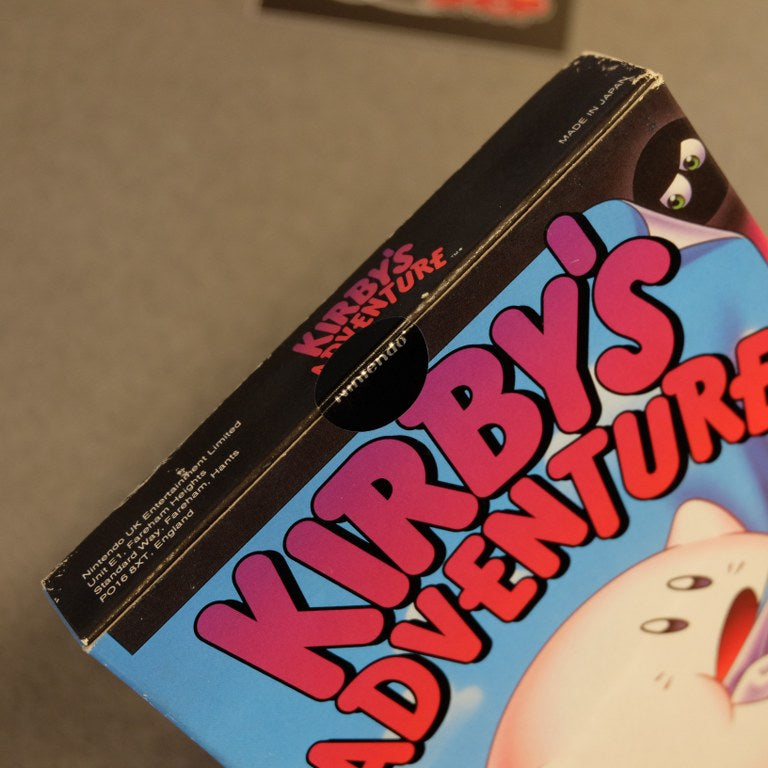 MADE IN JAPAN
KIRBY'S
ADVENTURE™
Nintendo
Nintendo UK Entertainment Limited
Unit E1, Fareham Heights
Standard Way, Fareham, Hants
PO16 8XT, England
KIRBY'S
ADVENTURE